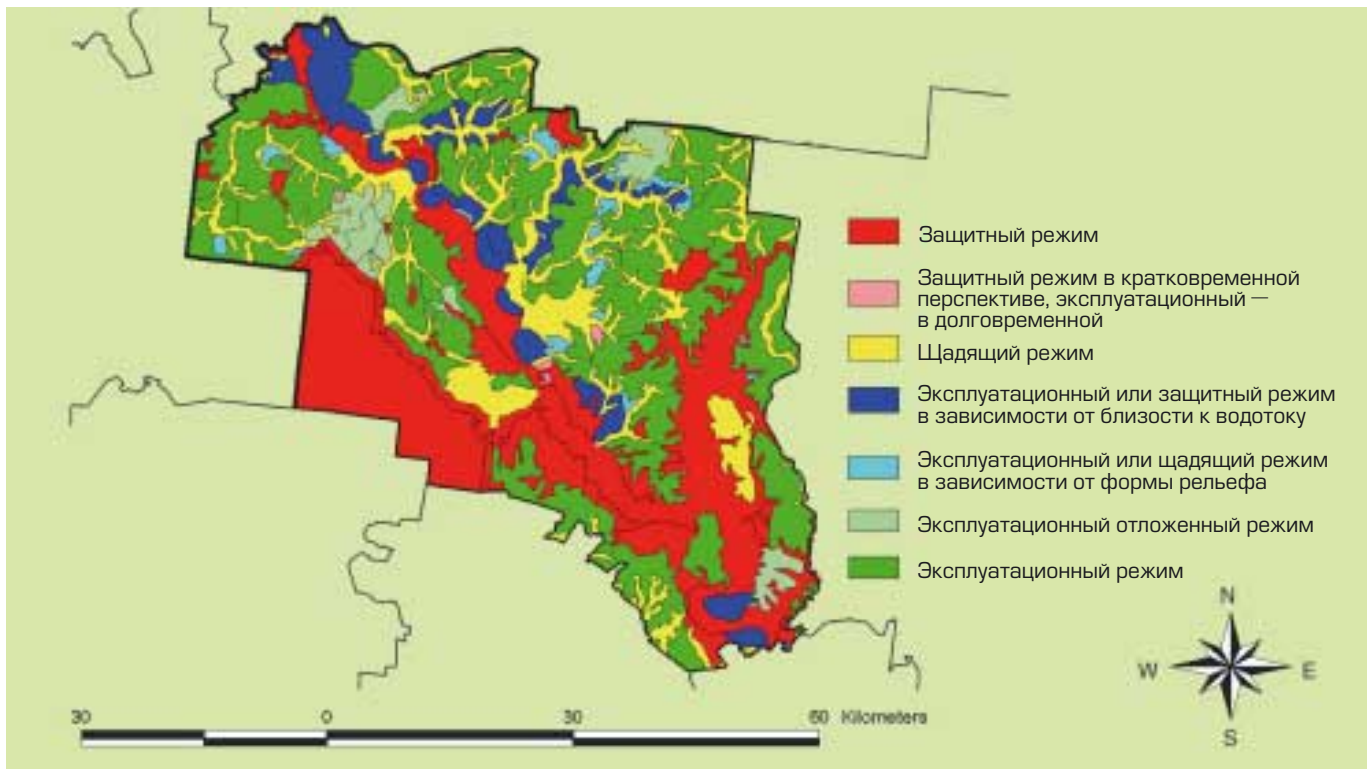 Защитный режим
Защитный режим в кратковременной
перспективе, эксплуатационный —
в долговременной
Щадящий режим
Эксплуатационный или защитный режим
в зависимости от близости к водотоку
Эксплуатационный или щадящий режим
в зависимости от формы рельефа
Эксплуатационный отложенный режим
Эксплуатационный режим
N
W E
S
30 0 30 60 Kilometers